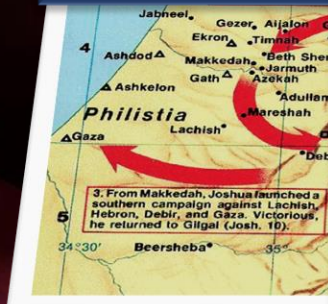 Jabneel
Gezer Aijalon
Ekron Timnah
4
Ashdod Beth She
Makkedah Jarmuth
Gath Azekah
Ashkelon
Adullam
Philistia Mareshah
Lachish
Gaza
Deb
3. From Makkedah, Joshua launched a
southern campaign against Lachish,
Hebron, Debir, and Gaza. Victorious,
he returned to Gilgal (Josh. 10).
5
34°30' Beersheba 35°